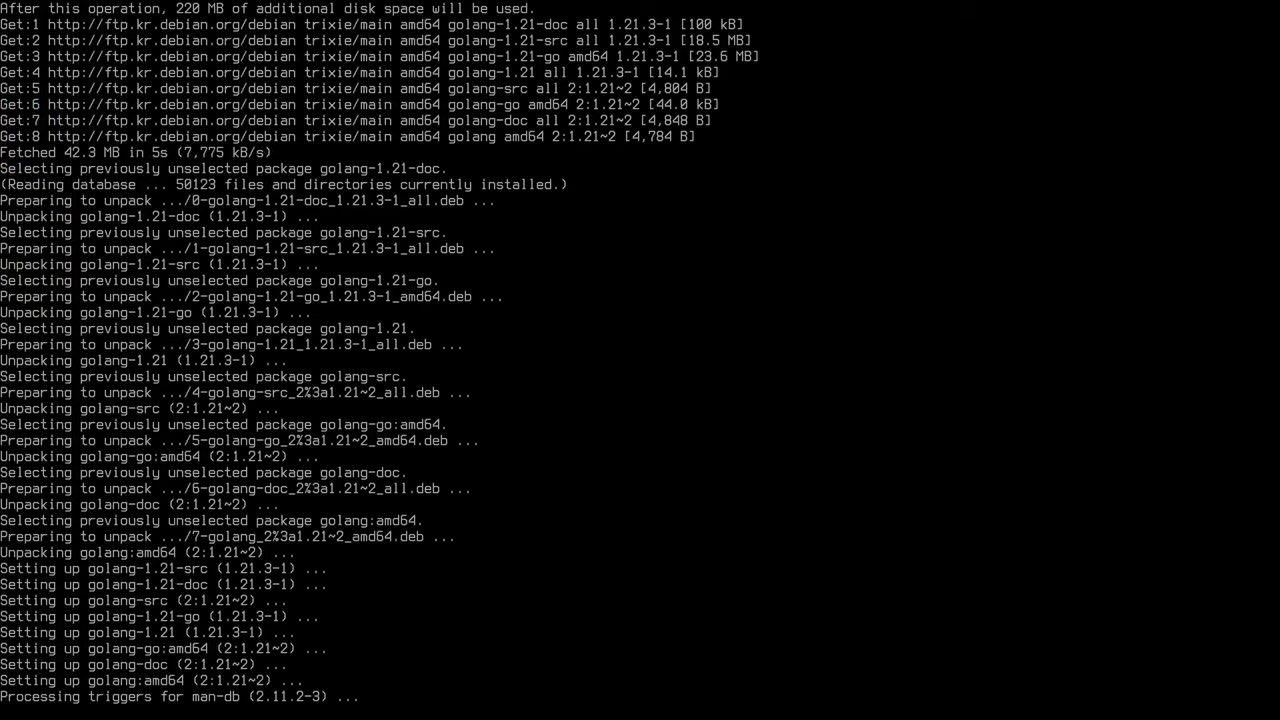 After this operation, 220 MB of additional disk space will be used.
Get:1 http://ftp.kr.debian.org/debian trixie/main amd64 golang-1.21-doc all 1.21.3-1 [100 kB]
Get:2 http://ftp.kr.debian.org/debian trixie/main amd64 golang-1.21-src all 1.21.3-1 [18.5 MB]
Get:3 http://ftp.kr.debian.org/debian trixie/main amd64 golang-1.21-go amd64 1.21.3-1 [23.6 MB]
Get:4 http://ftp.kr.debian.org/debian trixie/main amd64 golang-1.21 all 1.21.3-1 [14.1 kB]
Get:5 http://ftp.kr.debian.org/debian trixie/main amd64 golang-src all 2:1.21~2 [4,804 B]
Get:6 http://ftp.kr.debian.org/debian trixie/main amd64 golang-go amd64 2:1.21~2 [44.0 kB]
Get:7 http://ftp.kr.debian.org/debian trixie/main amd64 golang-doc all 2:1.21~2 [4,848 B]
Get:8 http://ftp.kr.debian.org/debian trixie/main amd64 golang amd64 2:1.21~2 [4,784 B]
Fetched 42.3 MB in 5s (7,775 kB/s)
Selecting previously unselected package golang-1.21-doc.
(Reading database ... 50123 files and directories currently installed.)
Preparing to unpack .../0-golang-1.21-doc_1.21.3-1_all.deb ...
Unpacking golang-1.21-doc (1.21.3-1) ...
Selecting previously unselected package golang-1.21-src.
Preparing to unpack .../1-golang-1.21-src_1.21.3-1_all.deb ...
Unpacking golang-1.21-src (1.21.3-1) ...
Selecting previously unselected package golang-1.21-go.
Preparing to unpack .../2-golang-1.21-go_1.21.3-1_amd64.deb ...
Unpacking golang-1.21-go (1.21.3-1) ...
Selecting previously unselected package golang-1.21.
Preparing to unpack .../3-golang-1.21_1.21.3-1_all.deb ...
Unpacking golang-1.21 (1.21.3-1) ...
Selecting previously unselected package golang-src.
Preparing to unpack .../4-golang-src_2%3a1.21~2_all.deb ...
Unpacking golang-src (2:1.21~2) ...
Selecting previously unselected package golang-go:amd64.
Preparing to unpack .../5-golang-go_2%3a1.21~2_amd64.deb ...
Unpacking golang-go:amd64 (2:1.21~2) ...
Selecting previously unselected package golang-doc.
Preparing to unpack .../6-golang-doc_2%3a1.21~2_all.deb ...
Unpacking golang-doc (2:1.21~2) ...
Selecting previously unselected package golang:amd64.
Preparing to unpack .../7-golang_2%3a1.21~2_amd64.deb ...
Unpacking golang:amd64 (2:1.21~2) ...
Setting up golang-1.21-src (1.21.3-1) ...
Setting up golang-1.21-doc (1.21.3-1) ...
Setting up golang-src (2:1.21~2) ...
Setting up golang-1.21-go (1.21.3-1) ...
Setting up golang-1.21 (1.21.3-1) ...
Setting up golang-go:amd64 (2:1.21~2) ...
Setting up golang-doc (2:1.21~2) ...
Setting up golang:amd64 (2:1.21~2) ...
Processing triggers for man-db (2.11.2-3) ...